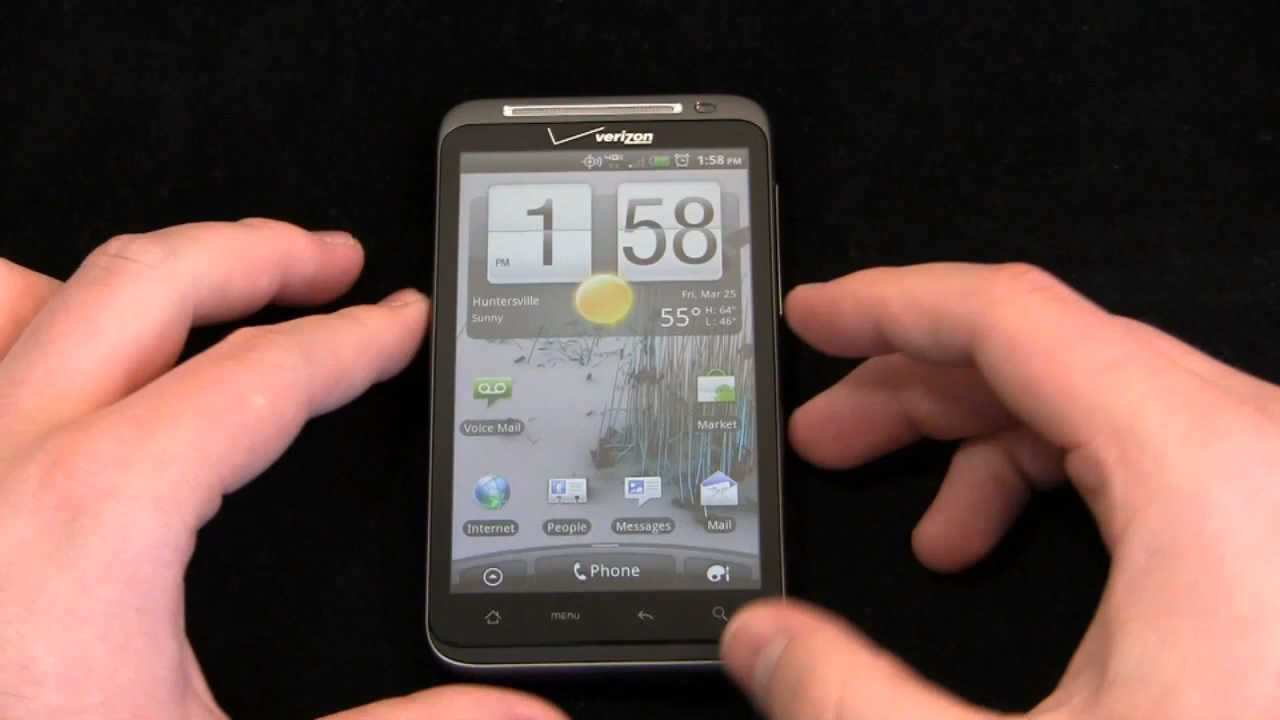 verizon
4G 1:58 PM
1 58
PM
Huntersville
Sunny
Fri, Mar 25
55° H: 64°
L: 46°
Voice Mail
Market
Internet
People
Messages
Mail
Phone
menu